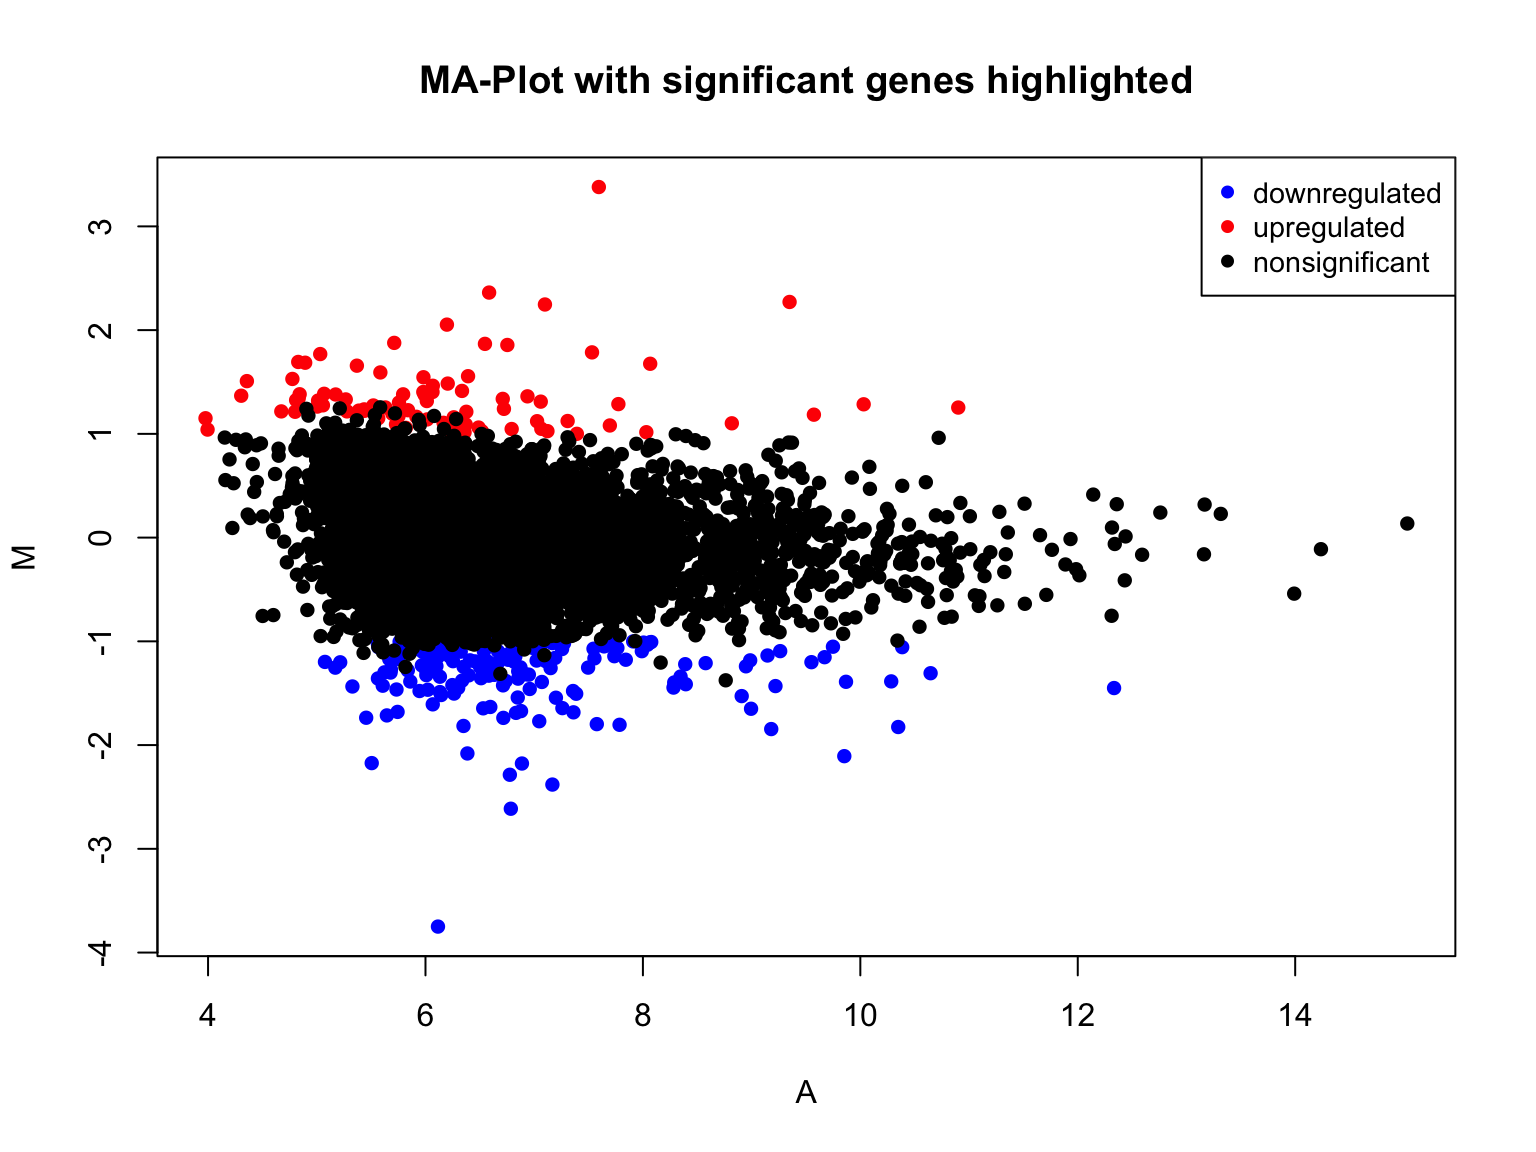 MA-Plot with significant genes highlighted
downregulated
upregulated
nonsignificant
3
2
1
0
-1
-2
-3
-4
M
4 6 8 10 12 14
A